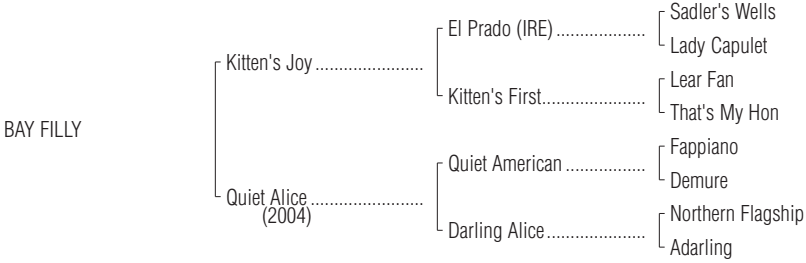 Sadler's Wells
El Prado (IRE) ...................
Lady Capulet
Kitten's Joy .......................
Lear Fan
Kitten's First......................
That's My Hon
BAY FILLY
Fappiano
Quiet American .................
Demure
Quiet Alice ........................
(2004)
Northern Flagship
Darling Alice.....................
Adarling